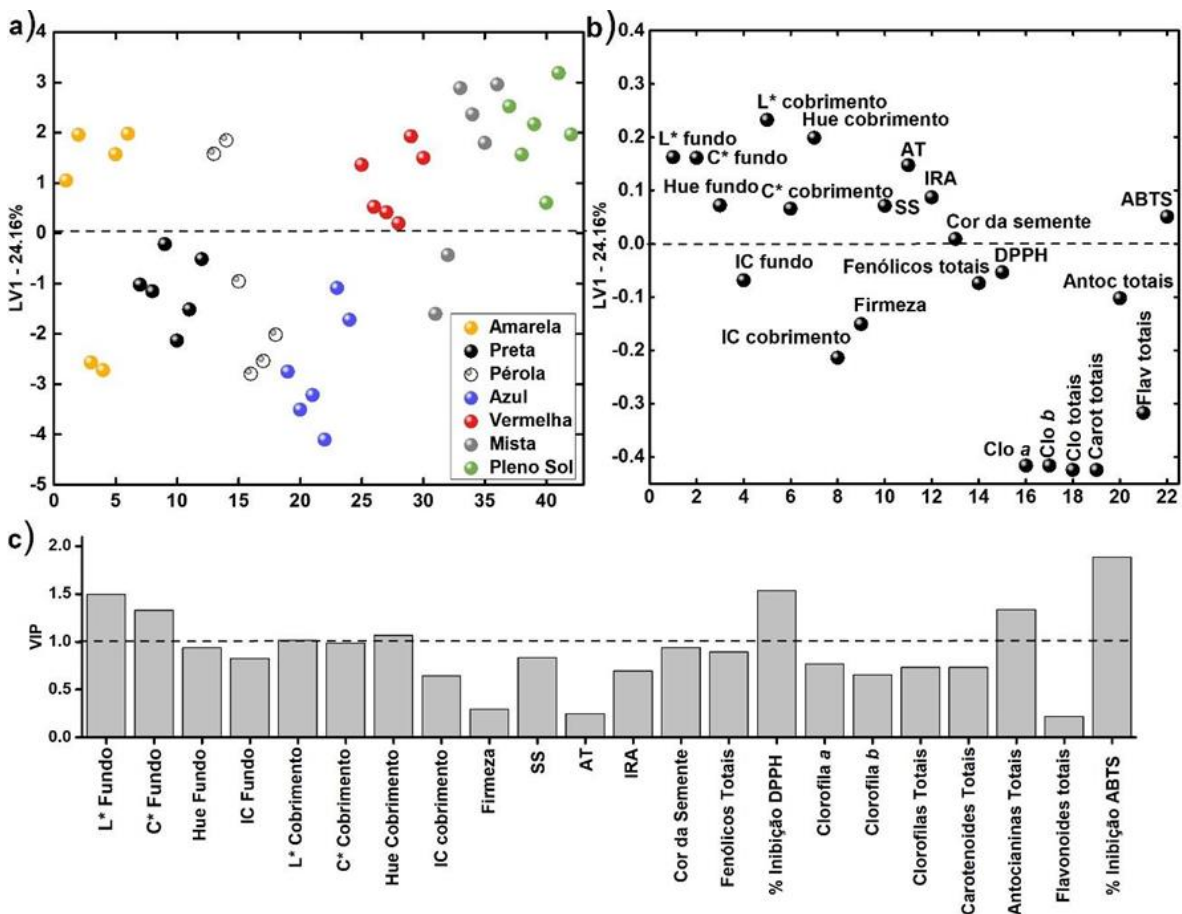 a)
4
3
2
1
0
-1
-2
-3
-4
-5
LV1 - 24.16%
0 5 10 15 20 25 30 35 40
Amarela
Preta
Pérola
Azul
Vermelha
Mista
Pleno Sol
b)
0.4
0.3
0.2
0.1
0.0
-0.1
-0.2
-0.3
-0.4
LV1 - 24.16%
L* cobrimento
Hue cobrimento
L* fundo
C* fundo
AT
IRA
Hue fundo
C* cobrimento
SS
Cor da semente
ABTS
IC fundo
Fenólicos totais
DPPH
Antoc totais
Firmeza
IC cobrimento
Clo a
Clo b
Clo totais
Carot totais
Flav totais
0 2 4 6 8 10 12 14 16 18 20 22
c)
2.0
1.5
1.0
0.5
0.0
VIP
L* Fundo
C* Fundo
Hue Fundo
IC Fundo
L* Cobrimento
C* Cobrimento
Hue Cobrimento
IC cobrimento
Firmeza
SS
AT
IRA
Cor da Semente
Fenólicos Totais
% Inibição DPPH
Clorofila a
Clorofila b
Clorofilas Totais
Carotenoides Totais
Antocianinas Totais
Flavonoides totais
% Inibição ABTS